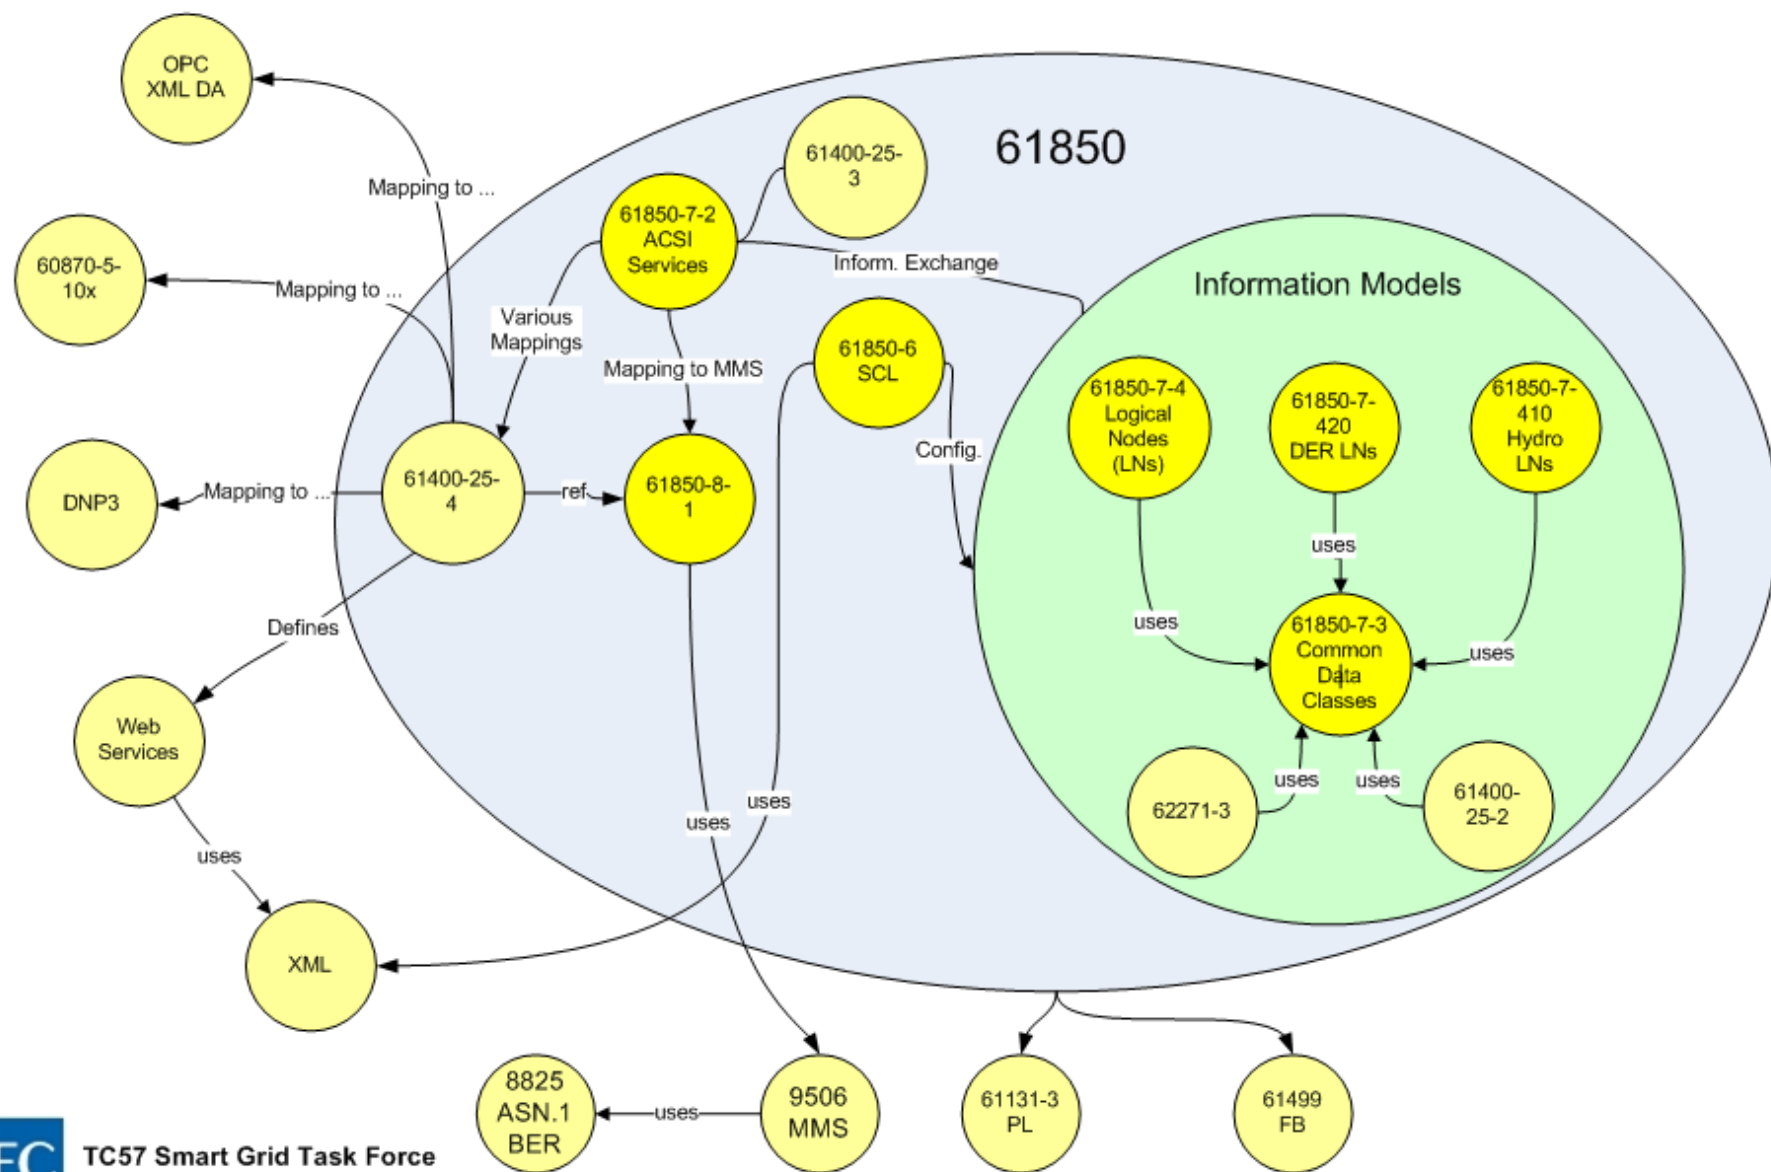 OPC
XML DA
61400-25-
3
61850
Mapping to ...
61850-7-2
ACSI
Services
60870-5-
10x
Inform. Exchange
Mapping to ...
Information Models
Various
Mappings
Mapping to MMS
61850-6
SCL
61850-7-4
Logical
Nodes
(LNs)
61850-7-
420
DER LNs
61850-7-
410
Hydro
LNs
Config.
DNP3
Mapping to ...
61400-25-
4
ref
61850-8-
1
uses
uses
uses
61850-7-3
Common
Data
Classes
Defines
Web
Services
uses
uses
62271-3
61400-
25-2
uses
uses
uses
XML
8825
ASN.1
BER
uses
9506
MMS
61131-3
PL
61499
FB
EC
TC57 Smart Grid Task Force